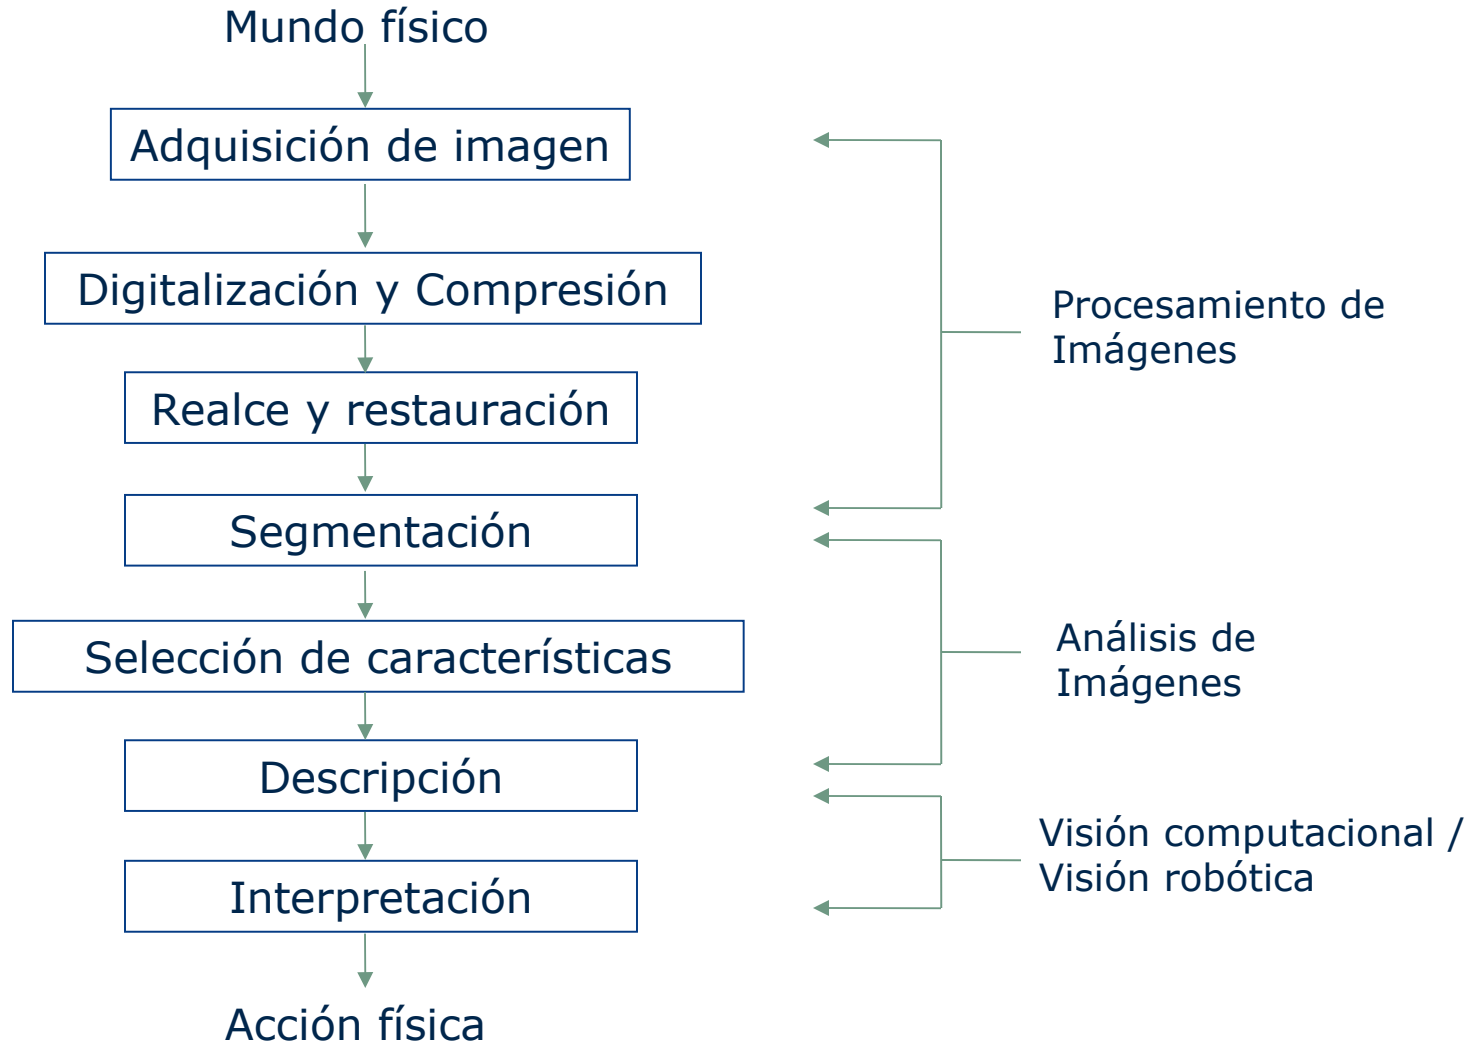 Mundo físico
Adquisición de imagen
Digitalización y Compresión
Realce y restauración
Segmentación
Selección de características
Descripción
Interpretación
Acción física
Procesamiento de
Imágenes
Análisis de
Imágenes
Visión computacional /
Visión robótica